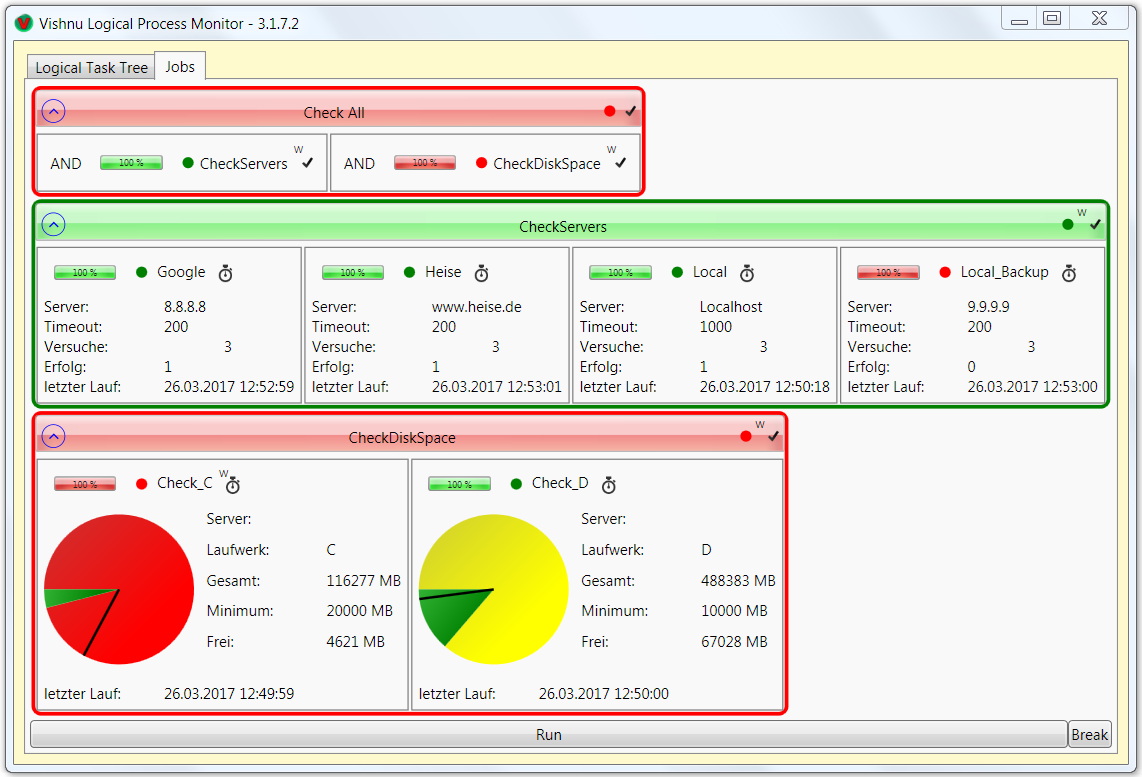 Vishnu Logical Process Monitor - 3.1.7.2
Logical Task Tree Jobs
Check All
AND 100 % CheckServers W AND 100 % CheckDiskSpace W
CheckServers W
100 % Google 100 % Heise 100 % Local 100 % Local_Backup
Server: 8.8.8.8 Server: www.heise.de Server: Localhost Server: 9.9.9.9
Timeout: 200 Timeout: 200 Timeout: 1000 Timeout: 200
Versuche: 3 Versuche: 3 Versuche: 3 Versuche: 3
Erfolg: 1 Erfolg: 1 Erfolg: 1 Erfolg: 0
letzter Lauf: 26.03.2017 12:52:59 letzter Lauf: 26.03.2017 12:53:01 letzter Lauf: 26.03.2017 12:50:18 letzter Lauf: 26.03.2017 12:53:00
CheckDiskSpace W
100 % Check_C W 100 % Check_D
Server: Server:
Laufwerk: C Laufwerk: D
Gesamt: 116277 MB Gesamt: 488383 MB
Minimum: 20000 MB Minimum: 10000 MB
Frei: 4621 MB Frei: 67028 MB
letzter Lauf: 26.03.2017 12:49:59 letzter Lauf: 26.03.2017 12:50:00
Run Break